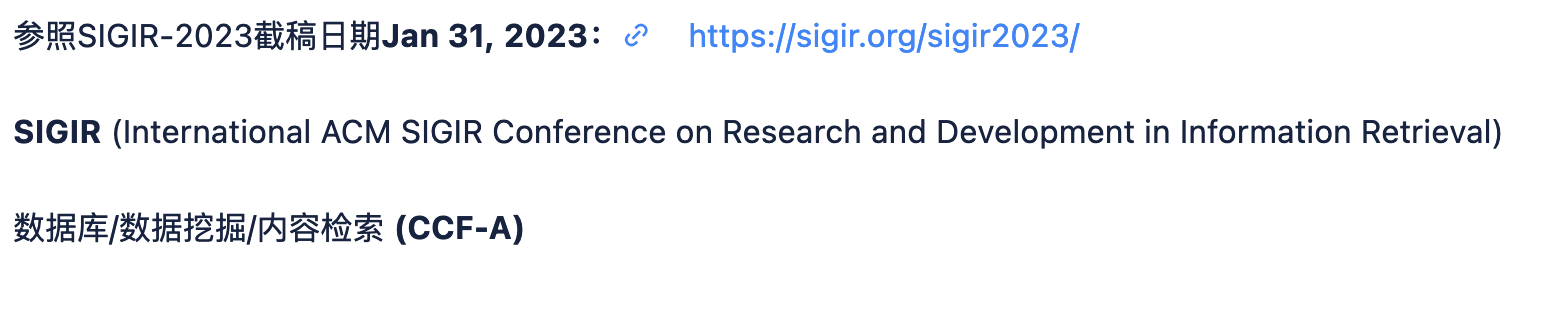 参照SIGIR-2023截稿日期Jan 31, 2023： https://sigir.org/sigir2023/
SIGIR (International ACM SIGIR Conference on Research and Development in Information Retrieval)
数据库/数据挖掘/内容检索 (CCF-A)